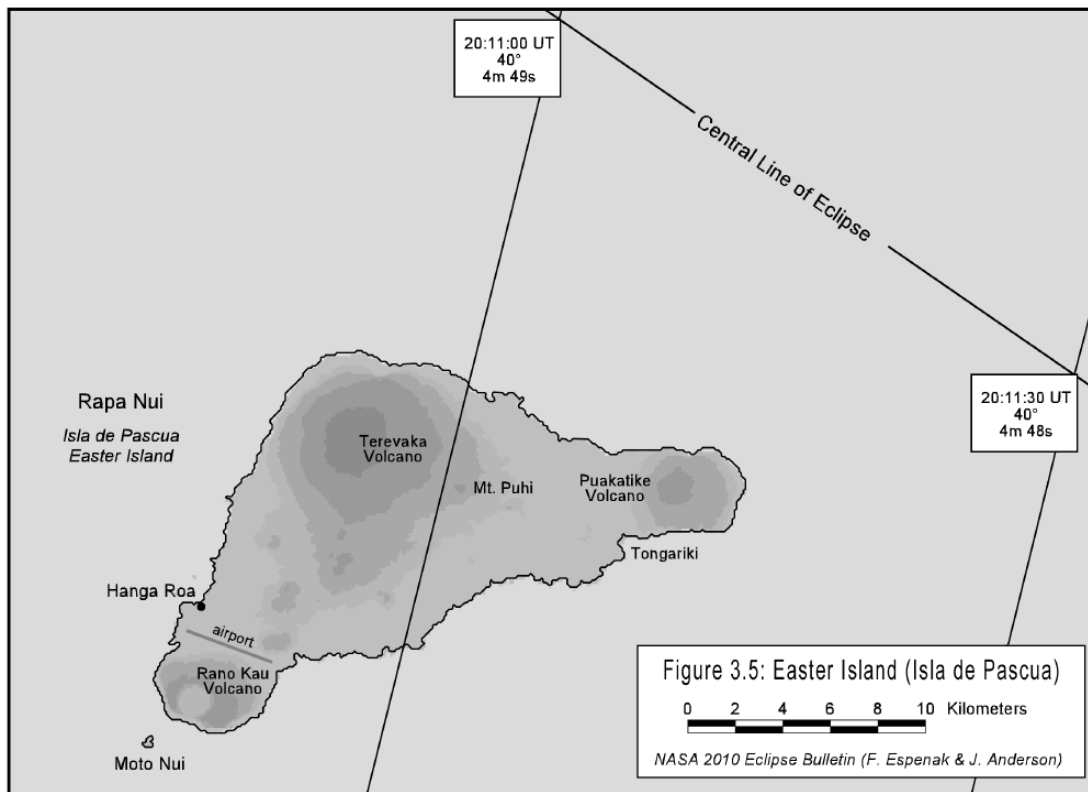 20:11:00 UT
40°
4m 49s
Central Line of Eclipse
Rapa Nui
Isla de Pascua
Easter Island
20:11:30 UT
40°
4m 48s
Terevaka
Volcano
Mt. Puhi
Puakatike
Volcano
Tongariki
Hanga Roa
airport
Rano Kau
Volcano
Moto Nui
Figure 3.5: Easter Island (Isla de Pascua)
0 2 4 6 8 10 Kilometers
NASA 2010 Eclipse Bulletin (F. Espenak & J. Anderson)